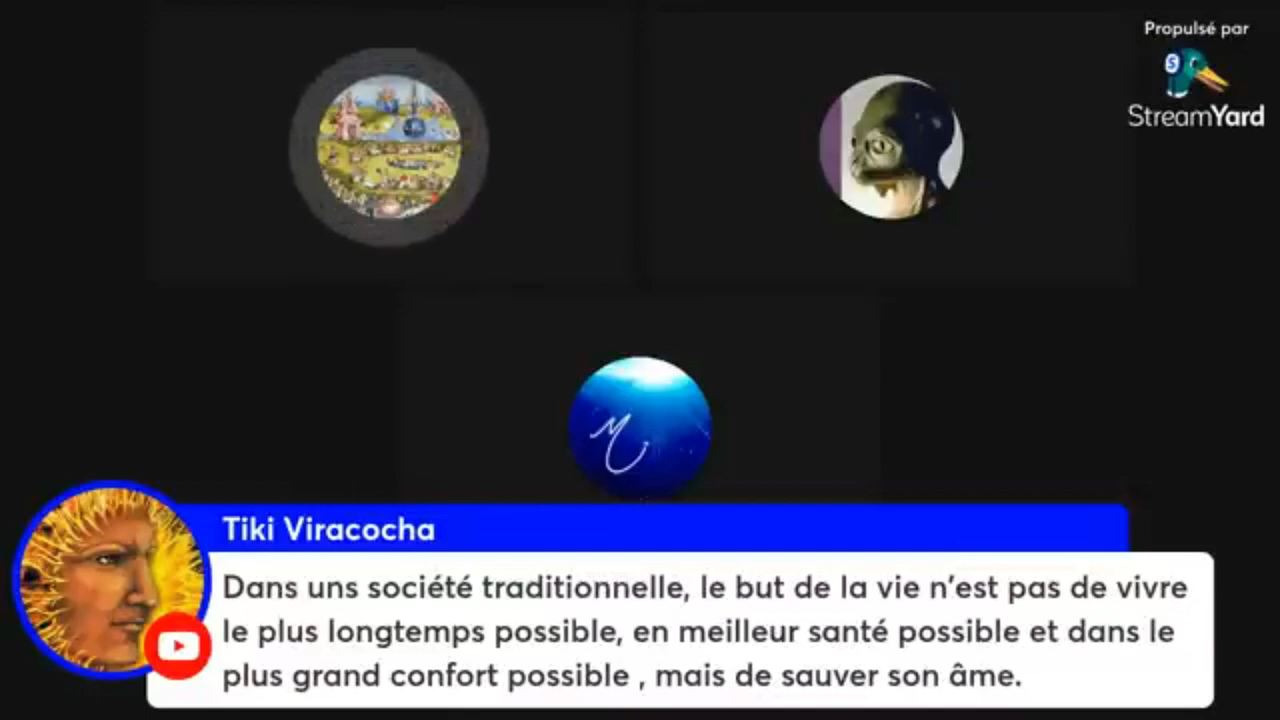 Propulsé par
StreamYard
Tiki Viracocha
Dans uns société traditionnelle, le but de la vie n'est pas de vivre
le plus longtemps possible, en meilleur santé possible et dans le
plus grand confort possible , mais de sauver son âme.